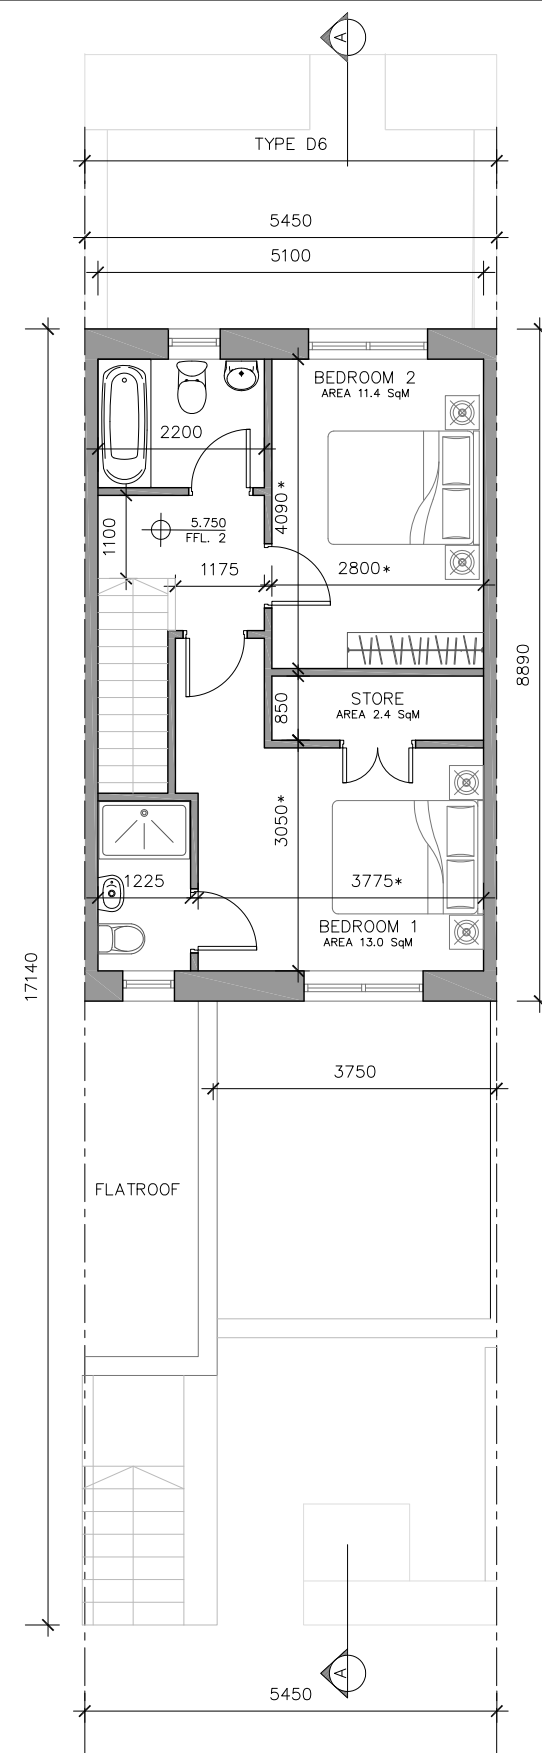 A
TYPE D6
5450
5100
BEDROOM 2
AREA 11.4 SqM
2200
4090*
1100
5.750
FFL. 2
1175
2800*
8890
STORE
AREA 2.4 SqM
850
3050*
1225
3775*
BEDROOM 1
AREA 13.0 SqM
17140
3750
FLATROOF
A
5450